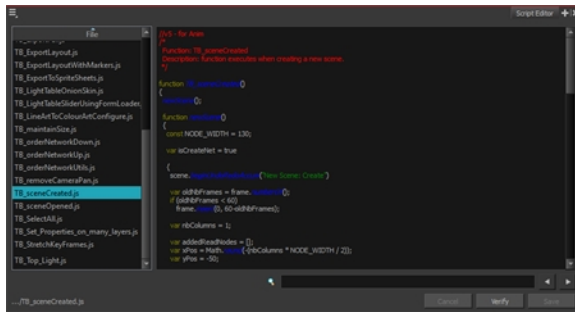 Script Editor
File
TB_ExportLayout.js
TB_ExportLayoutWithMarkers.js
TB_ExportToSpriteSheets.js
TB_LightTableOnionSkin.js
TB_LightTableSliderUsingFormLoader.
TB_LineArtToColourArtConfigure.js
TB_maintainSize.js
TB_orderNetworkDown.js
TB_orderNetworkUp.js
TB_orderNetworkUtils.js
TB_removeCameraPan.js
TB_sceneCreated.js
TB_sceneOpened.js
TB_SelectAll.js
TB_Set_Properties_on_many_layers.js
TB_StretchKeyFrames.js
TB_Top_Light.js
//v5 - for Anm
/*
Function: TB_sceneCreated
Description: function executes when creating a new scene.
*/
function TB_sceneCreated()
{
();
function ()
{
const NODE_WIDTH = 130;
var isCreateNet = true
{
scene. ("New Scene: Create")
var oldNbFrames = frame. ();
if (oldNbFrames < 60)
frame. (0, 60-oldNbFrames);
var nbColumns = 1;
var addedReadNodes = [];
var xPos = Math. (-(nbColumns * NODE_WIDTH / 2));
var yPos = -50;
.../TB_sceneCreated.js
Cancel
Verify
Save